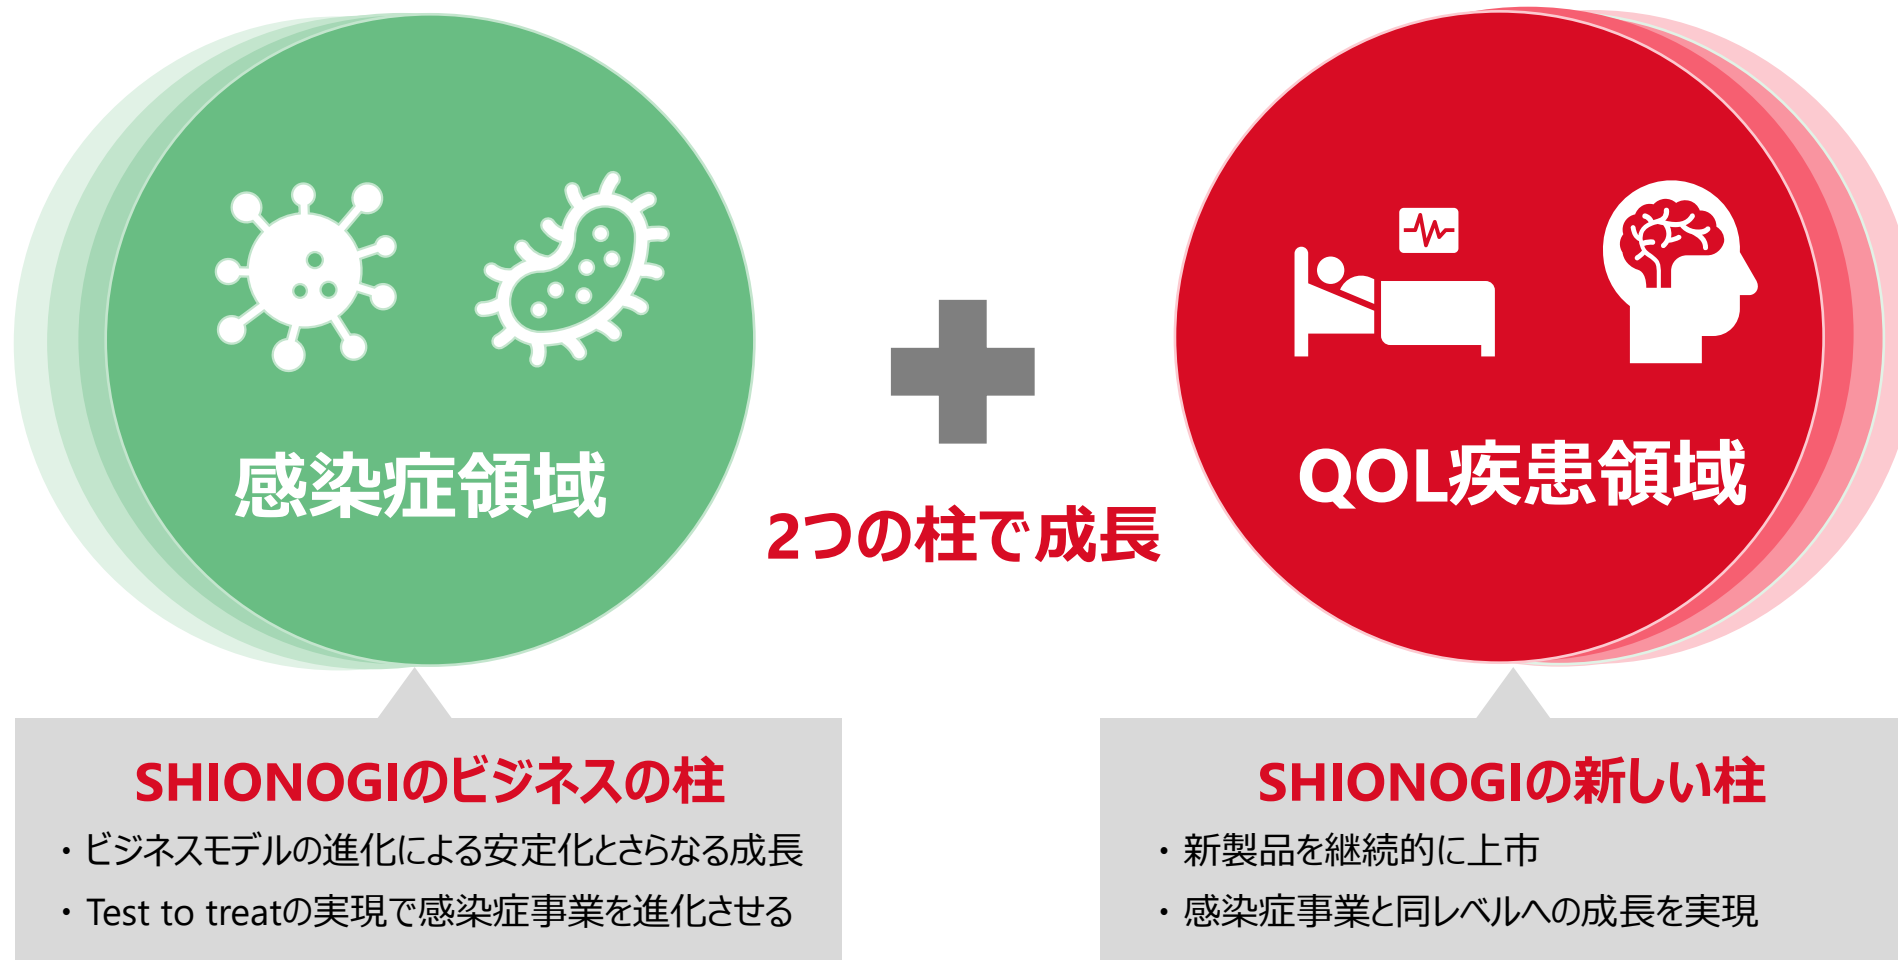 感染症領域
2つの柱で成長
QOL疾患領域
SHIONOGIのビジネスの柱
・ビジネスモデルの進化による安定化とさらなる成長
・Test to treatの実現で感染症事業を進化させる
SHIONOGIの新しい柱
・新製品を継続的に上市
・感染症事業と同レベルへの成長を実現